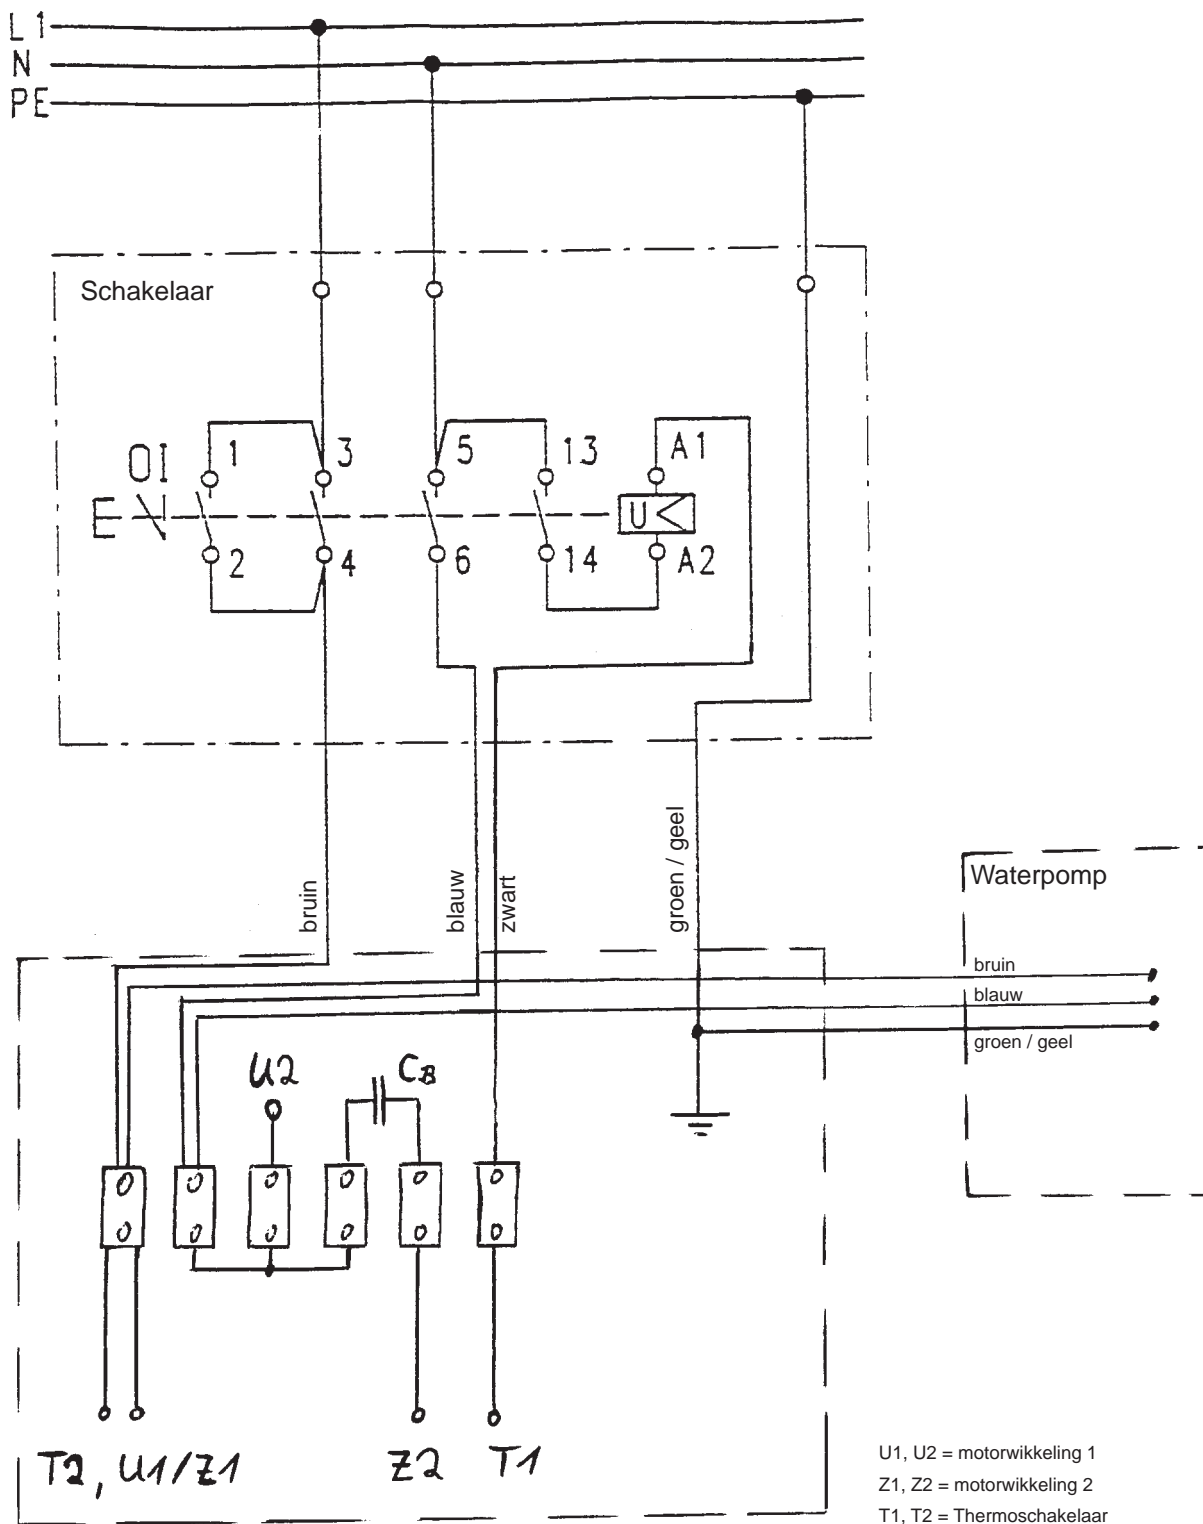 L1
N
PE
Schakelaar
0 I
1 3 5 13 A1
E U<
2 4 6 14 A2
bruin
blauw
zwart
groen / geel
Waterpomp
bruin
blauw
groen / geel
U2 CB
T2, U1/Z1 Z2 T1
U1, U2 = motorwikkeling 1
Z1, Z2 = motorwikkeling 2
T1, T2 = Thermoschakelaar